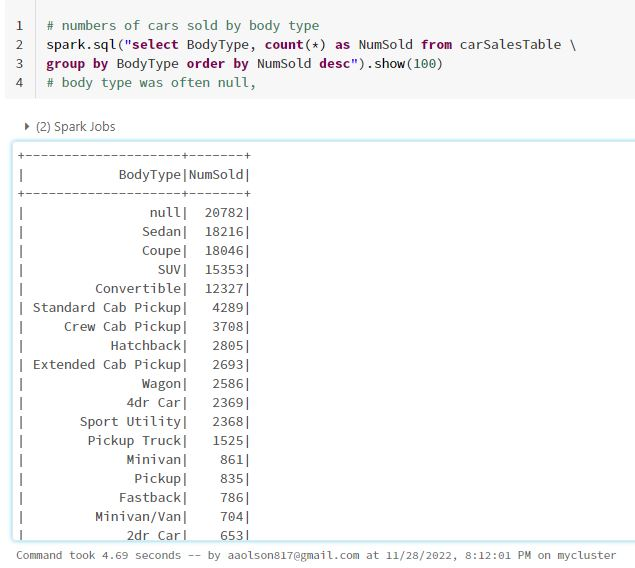 1 # numbers of cars sold by body type
2 spark.sql("select BodyType, count(*) as NumSold from carSalesTable \
3 group by BodyType order by NumSold desc").show(100)
4 # body type was often null,
(2) Spark Jobs
+--------------------+-------+
|            BodyType|NumSold|
+--------------------+-------+
|                null|  20782|
|               Sedan|  18216|
|               Coupe|  18046|
|                 SUV|  15353|
|         Convertible|  12327|
| Standard Cab Pickup|   4289|
|     Crew Cab Pickup|   3708|
|           Hatchback|   2805|
| Extended Cab Pickup|   2693|
|               Wagon|   2586|
|             4dr Car|   2369|
|       Sport Utility|   2368|
|        Pickup Truck|   1525|
|             Minivan|    861|
|              Pickup|    835|
|            Fastback|    786|
|         Minivan/Van|    704|
|             2dr Car|    653|
Command took 4.69 seconds -- by aaolson817@gmail.com at 11/28/2022, 8:12:01 PM on mycluster